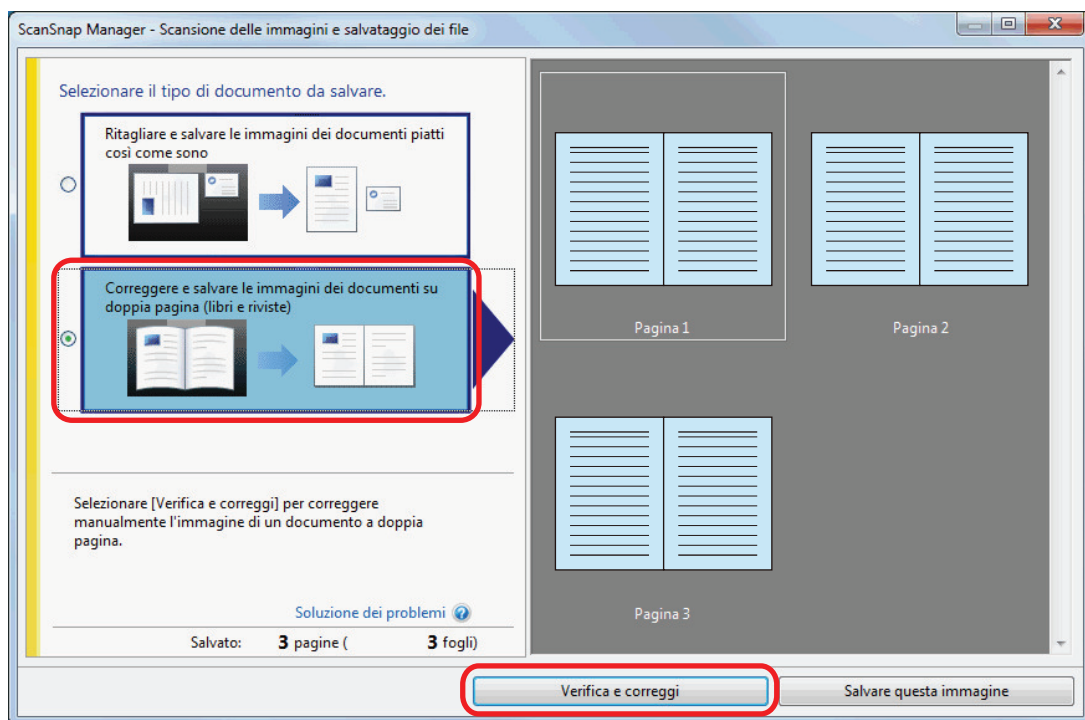 ScanSnap Manager - Scansione delle immagini e salvataggio dei file
Selezionare il tipo di documento da salvare.
Ritagliare e salvare le immagini dei documenti piatti
così come sono
Correggere e salvare le immagini dei documenti su
doppia pagina (libri e riviste)
Selezionare [Verifica e correggi] per correggere
manualmente l'immagine di un documento a doppia
pagina.
Soluzione dei problemi ?
Salvato: 3 pagine ( 3 fogli)
Pagina 1
Pagina 2
Pagina 3
Verifica e correggi
Salvare questa immagine